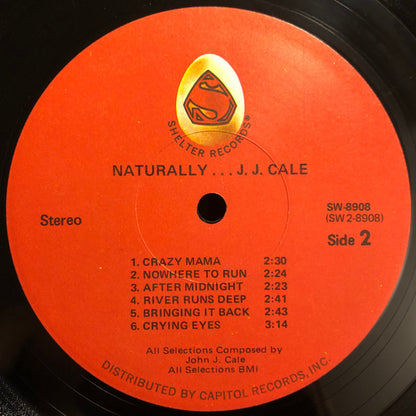 S
SHELTER RECORDS®
NATURALLY...J.J. CALE
Stereo
SW-8908
(SW2-8908)
Side 2
1. CRAZY MAMA 2:30
2. NOWHERE TO RUN 2:24
3. AFTER MIDNIGHT 2:23
4. RIVER RUNS DEEP 2:41
5. BRINGING IT BACK 2:43
6. CRYING EYES 3:14
All Selections Composed by
John J. Cale
All Selections BMI
DISTRIBUTED BY CAPITOL RECORDS, INC.